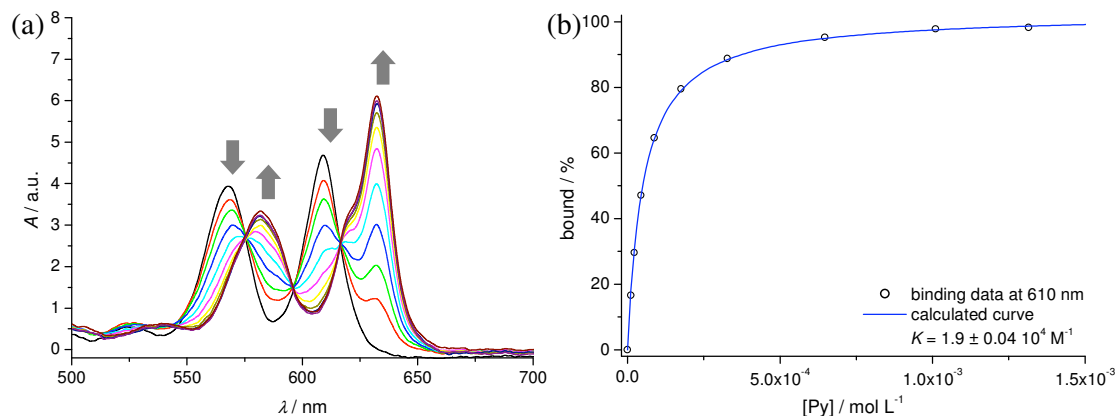 (a)
8
7
6
5
4
3
2
1
0
A / a.u.
500 550 600 650 700
λ / nm
(b)
100
80
60
40
20
0
bound / %
binding data at 610 nm
calculated curve
K = 1.9 ± 0.04 10⁴ M⁻¹
0.0 5.0x10⁻⁴ 1.0x10⁻³ 1.5x10⁻³
[Py] / mol L⁻¹